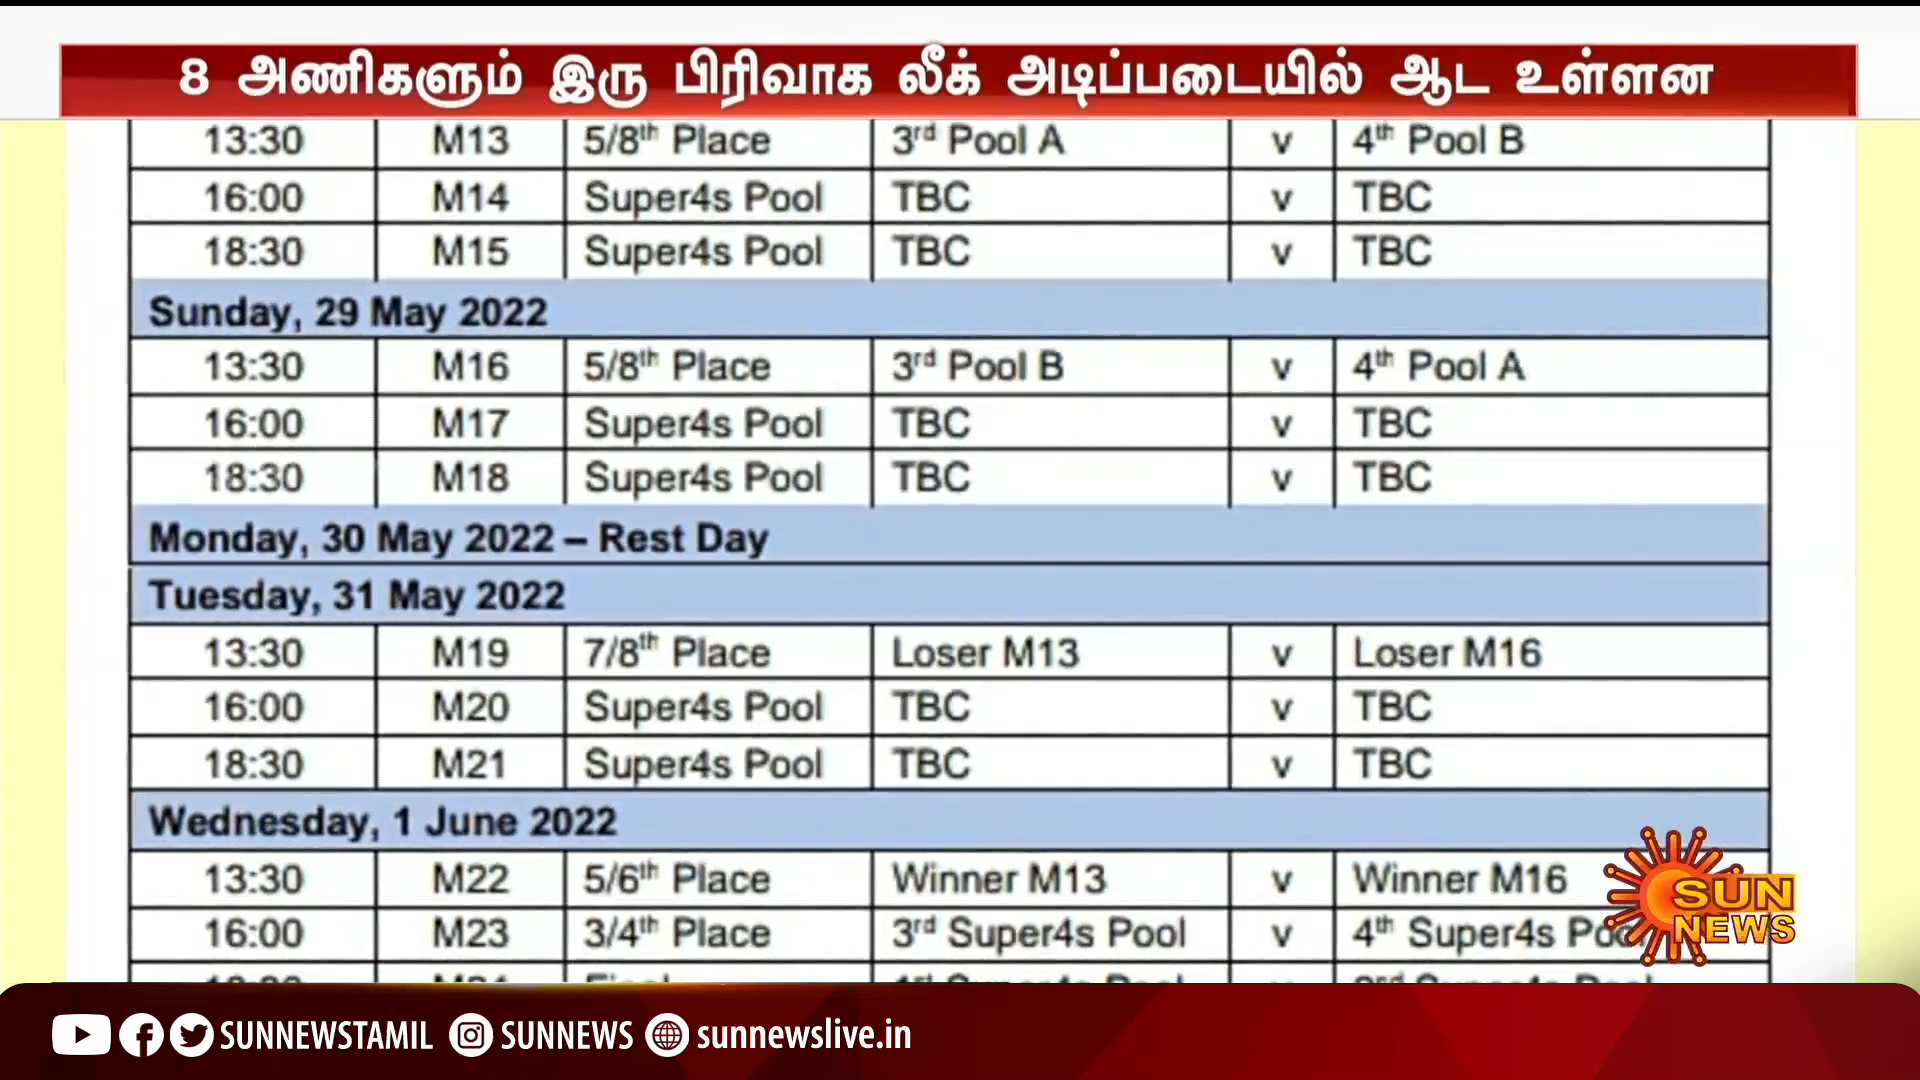 8 அணிகளும் இரு பிரிவாக லீக் அடிப்படையில் ஆட உள்ளன
13:30 M13 5/8th Place 3rd Pool A v 4th Pool B
16:00 M14 Super4s Pool TBC v TBC
18:30 M15 Super4s Pool TBC v TBC
Sunday, 29 May 2022
13:30 M16 5/8th Place 3rd Pool B v 4th Pool A
16:00 M17 Super4s Pool TBC v TBC
18:30 M18 Super4s Pool TBC v TBC
Monday, 30 May 2022 – Rest Day
Tuesday, 31 May 2022
13:30 M19 7/8th Place Loser M13 v Loser M16
16:00 M20 Super4s Pool TBC v TBC
18:30 M21 Super4s Pool TBC v TBC
Wednesday, 1 June 2022
13:30 M22 5/6th Place Winner M13 v Winner M16
16:00 M23 3/4th Place 3rd Super4s Pool v 4th Super4s Pool
SUN
NEWS
SUNNEWSTAMIL SUNNEWS sunnewslive.in